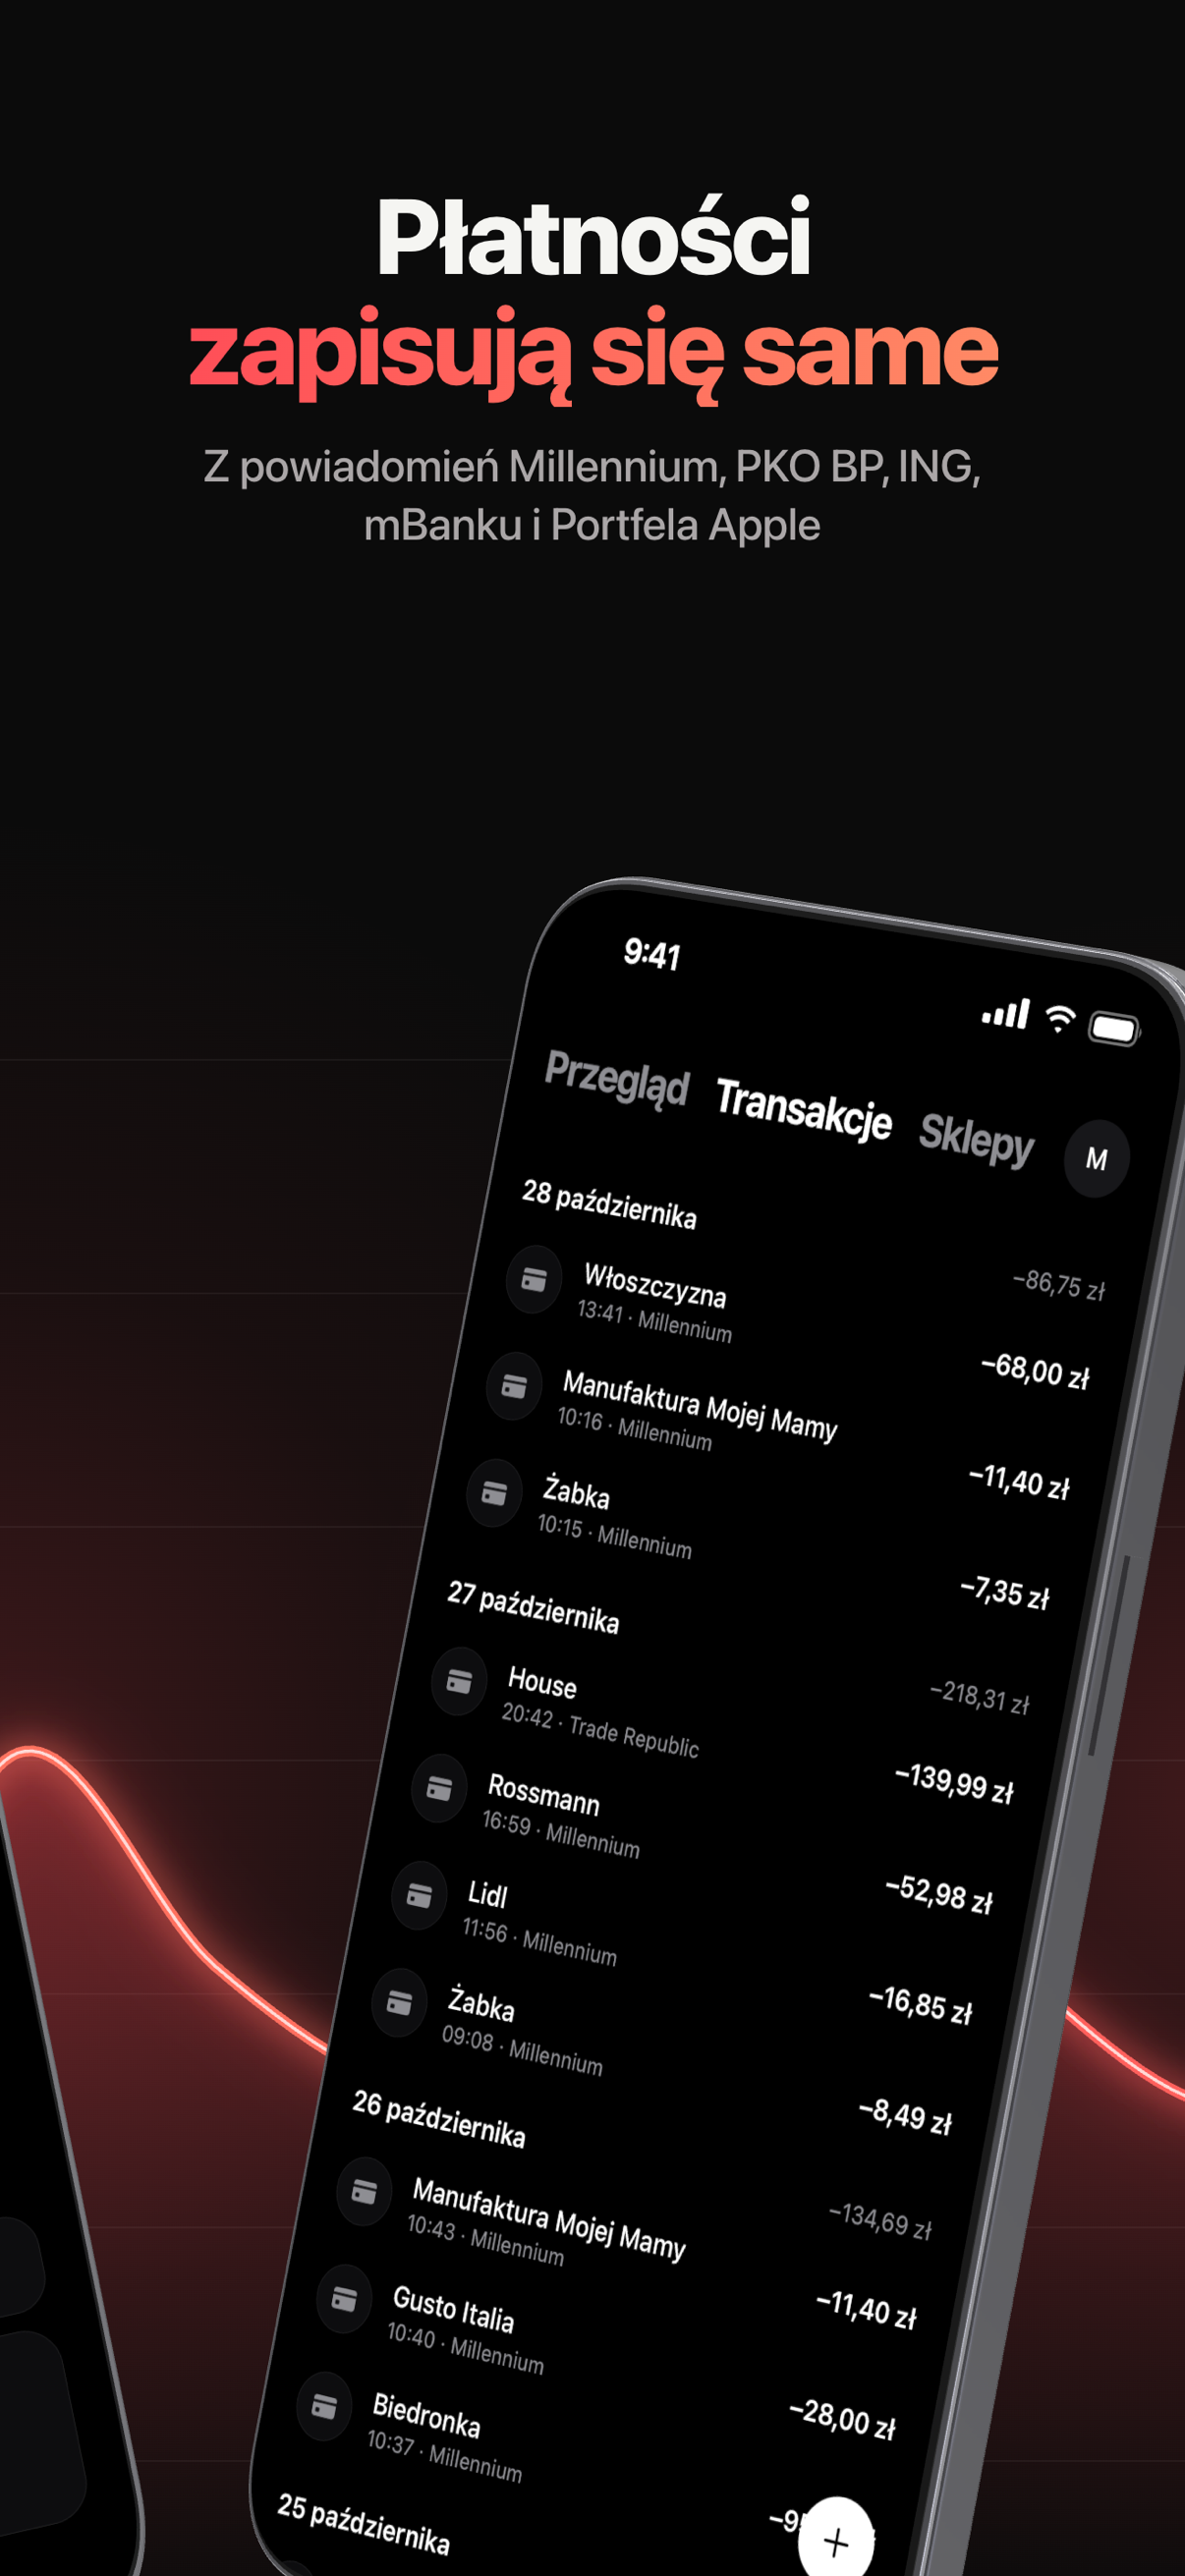 Płatności
zapisują się same
Z powiadomień Millennium, PKO BP, ING,
mBanku i Portfela Apple
9:41
Przegląd Transakcje Sklepy M
28 października −86,75 zł
Włoszczyzna −68,00 zł
13:41 · Millennium
Manufaktura Mojej Mamy −11,40 zł
10:16 · Millennium
Żabka −7,35 zł
10:15 · Millennium
27 października −218,31 zł
House −139,99 zł
20:42 · Trade Republic
Rossmann −52,98 zł
16:59 · Millennium
Lidl −16,85 zł
11:56 · Millennium
Żabka −8,49 zł
09:08 · Millennium
26 października −134,69 zł
Manufaktura Mojej Mamy −11,40 zł
10:43 · Millennium
Gusto Italia −28,00 zł
10:40 · Millennium
Biedronka
10:37 · Millennium
25 października
+